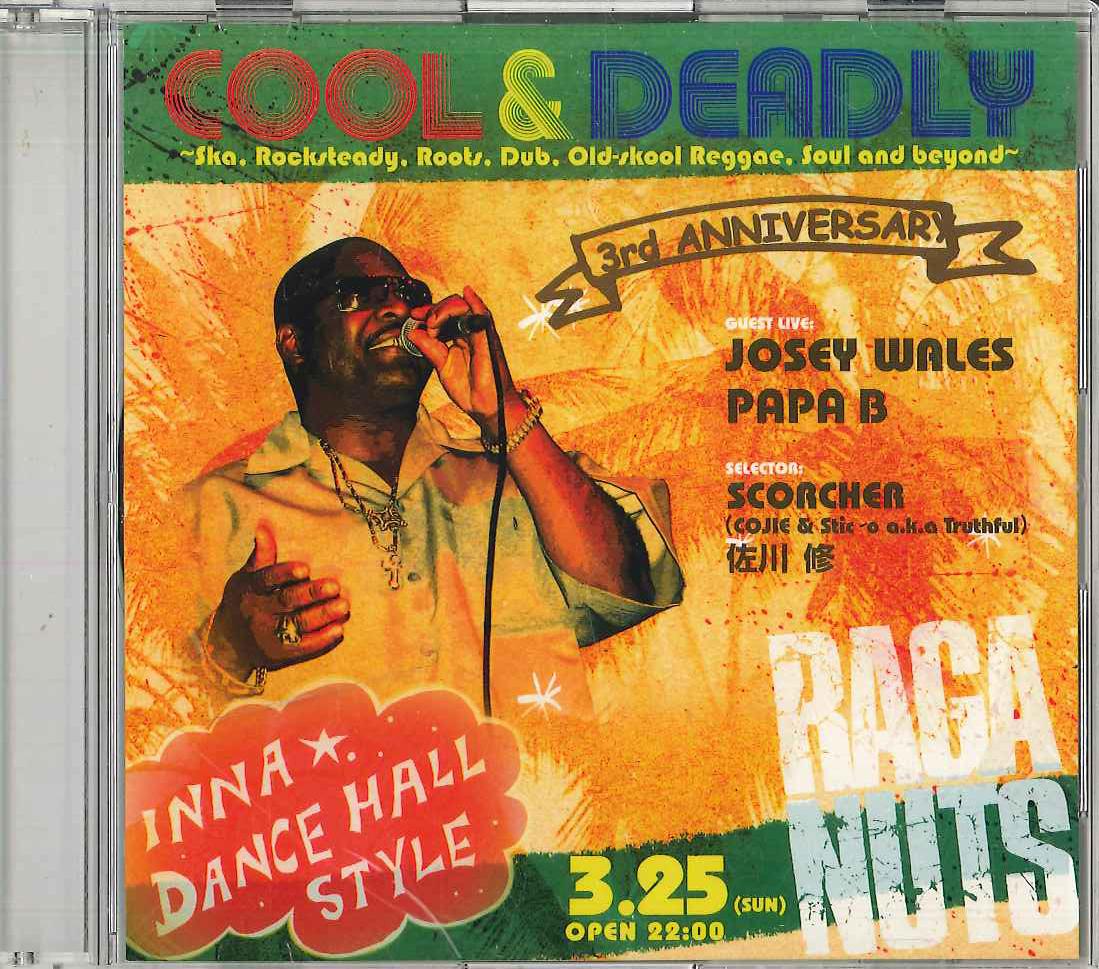 COOL & DEADLY
~Ska, Rocksteady, Roots, Dub, Old-skool Reggae, Soul and beyond~
3rd ANNIVERSARY
GUEST LIVE:
JOSEY WALES
PAPA B
SELECTOR:
SCORCHER
(COJIE & Stic-o a.k.a Truthful)
佐川 修
RAGA
NUTS
INNA★
DANCE HALL
STYLE
3.25 (SUN)
OPEN 22:00